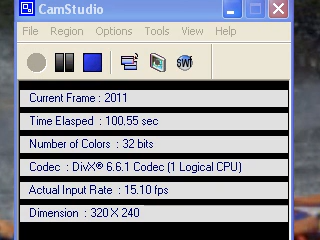 CamStudio
File Region Options Tools View Help
SWF
Current Frame : 2011
Time Elasped : 100.55 sec
Number of Colors : 32 bits
Codec : DivX® 6.6.1 Codec (1 Logical CPU)
Actual Input Rate : 15.10 fps
Dimension : 320 X 240